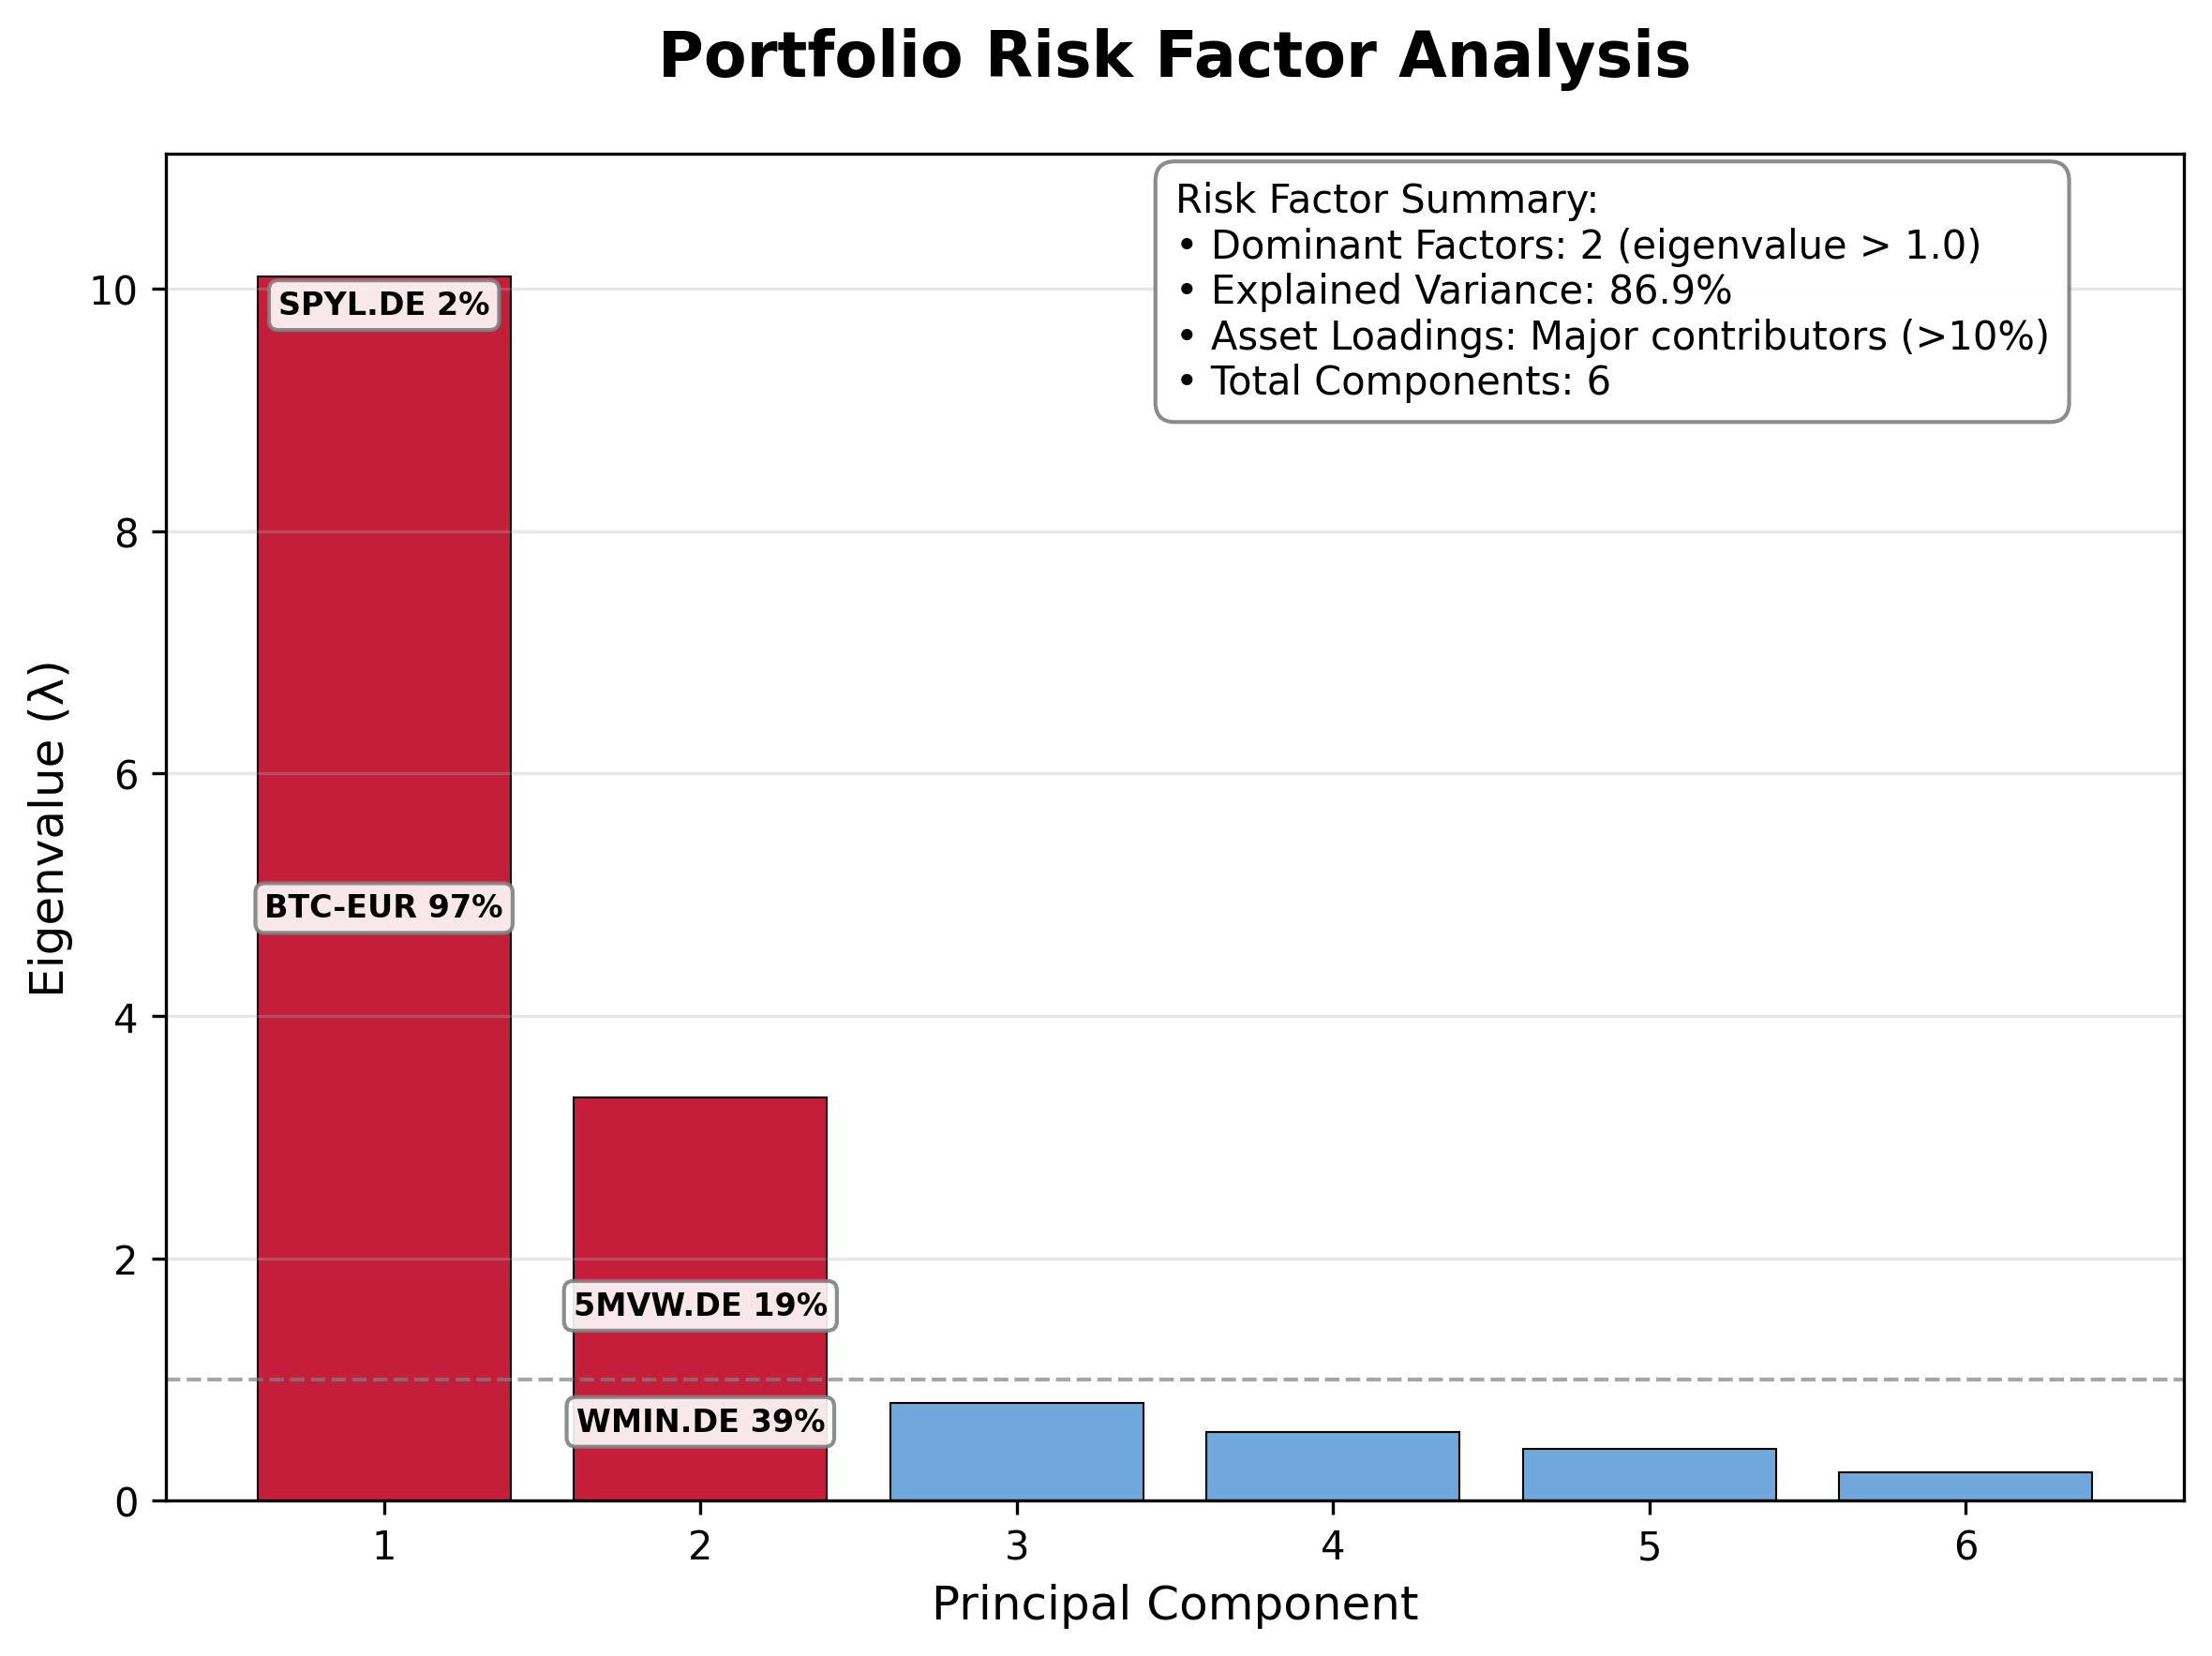 Portfolio Risk Factor Analysis
Risk Factor Summary:
• Dominant Factors: 2 (eigenvalue > 1.0)
• Explained Variance: 86.9%
• Asset Loadings: Major contributors (>10%)
• Total Components: 6
Eigenvalue (λ)
10
8
6
4
2
0
SPYL.DE 2%
BTC-EUR 97%
5MVW.DE 19%
WMIN.DE 39%
1 2 3 4 5 6
Principal Component